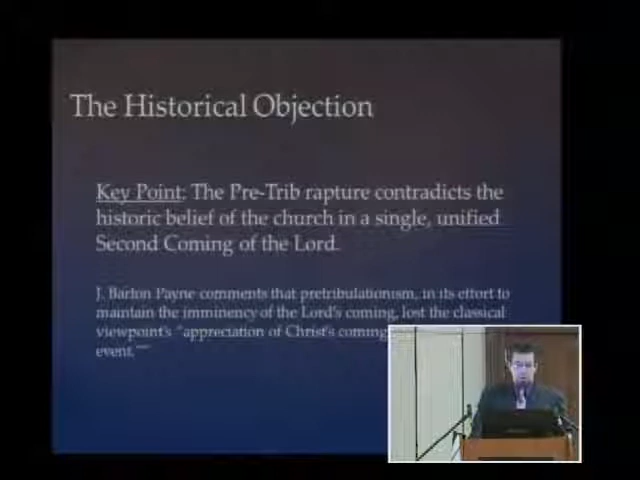 The Historical Objection
Key Point: The Pre-Trib rapture contradicts the
historic belief of the church in a single, unified
Second Coming of the Lord.
J. Barton Payne comments that pretribulationism, in its effort to
maintain the imminency of the Lord's coming, lost the classical
viewpoint's "appreciation of Christ's coming
event.'"